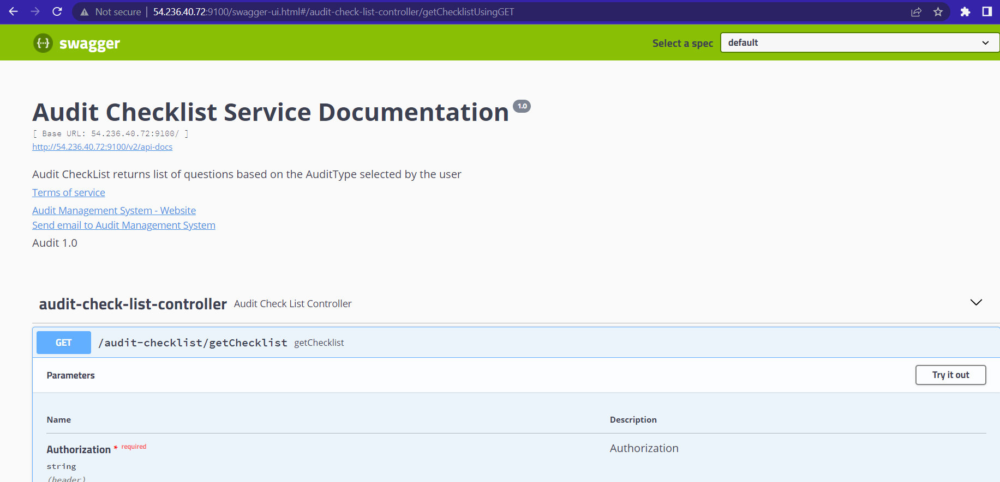 Not secure | 54.236.40.72:9100/swagger-ui.html#/audit-check-list-controller/getChecklistUsingGET
{···} swagger Select a spec default
Audit Checklist Service Documentation 1.0
[ Base URL: 54.236.40.72:9100/ ]
http://54.236.40.72:9100/v2/api-docs
Audit CheckList returns list of questions based on the AuditType selected by the user
Terms of service
Audit Management System - Website
Send email to Audit Management System
Audit 1.0
audit-check-list-controller Audit Check List Controller
GET /audit-checklist/getChecklist getChecklist
Parameters Try it out
Name Description
Authorization * required Authorization
string
(header)